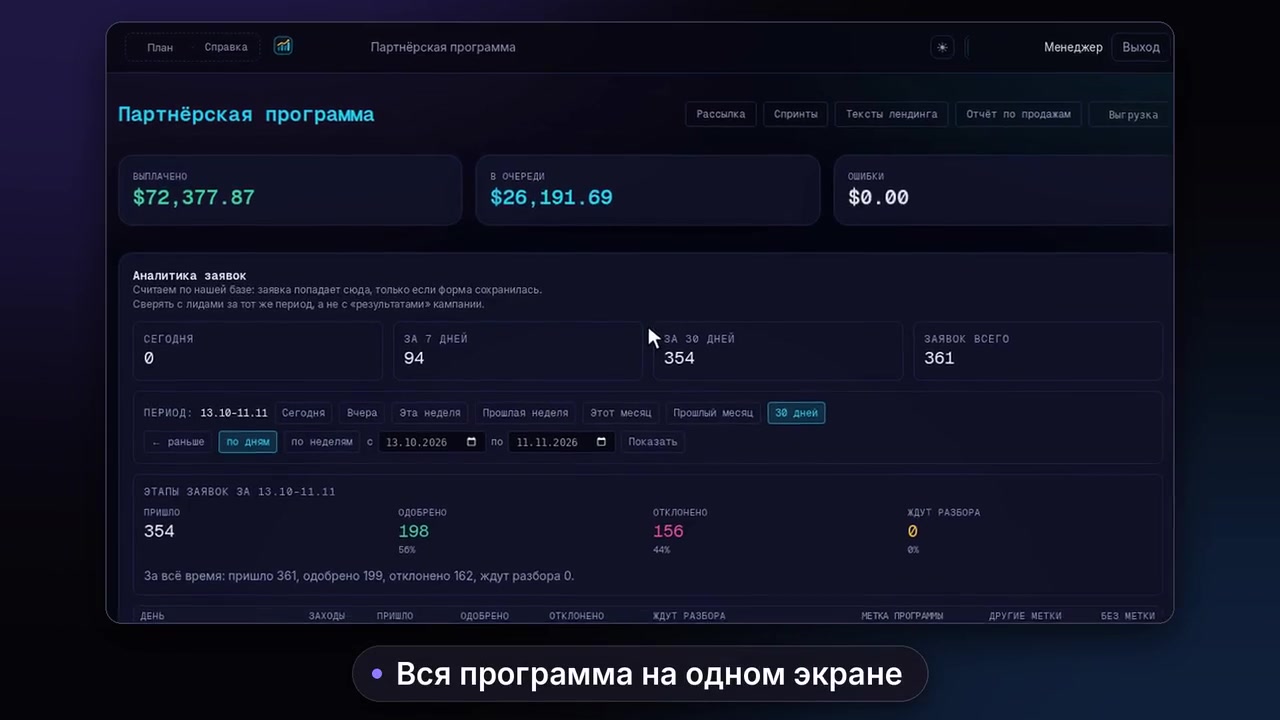 План · Справка Партнёрская программа Менеджер Выход
Партнёрская программа Рассылка Спринты Тексты лендинга Отчёт по продажам Выгрузка
ВЫПЛАЧЕНО В ОЧЕРЕДИ ОШИБКИ
$72,377.87 $26,191.69 $0.00
Аналитика заявок
Считаем по нашей базе: заявка попадает сюда, только если форма сохранилась.
Сверять с лидами за тот же период, а не с «результатами» кампании.
СЕГОДНЯ ЗА 7 ДНЕЙ ЗА 30 ДНЕЙ ЗАЯВОК ВСЕГО
0 94 354 361
ПЕРИОД: 13.10–11.11 Сегодня Вчера Эта неделя Прошлая неделя Этот месяц Прошлый месяц 30 дней
← раньше по дням по неделям с 13.10.2026 по 11.11.2026 Показать
ЭТАПЫ ЗАЯВОК ЗА 13.10–11.11
ПРИШЛО ОДОБРЕНО ОТКЛОНЕНО ЖДУТ РАЗБОРА
354 198 156 0
56% 44% 0%
За всё время: пришло 361, одобрено 199, отклонено 162, ждут разбора 0.
ДЕНЬ ЗАХОДЫ ПРИШЛО ОДОБРЕНО ОТКЛОНЕНО ЖДУТ РАЗБОРА МЕТКА ПРОГРАММЫ ДРУГИЕ МЕТКИ БЕЗ МЕТКИ
Вся программа на одном экране